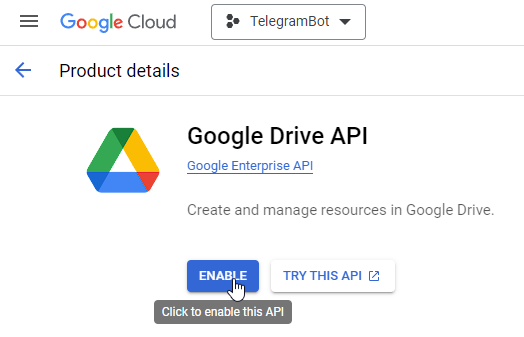 Google Cloud
TelegramBot
Product details
Google Drive API
Google Enterprise API
Create and manage resources in Google Drive.
ENABLE
TRY THIS API
Click to enable this API